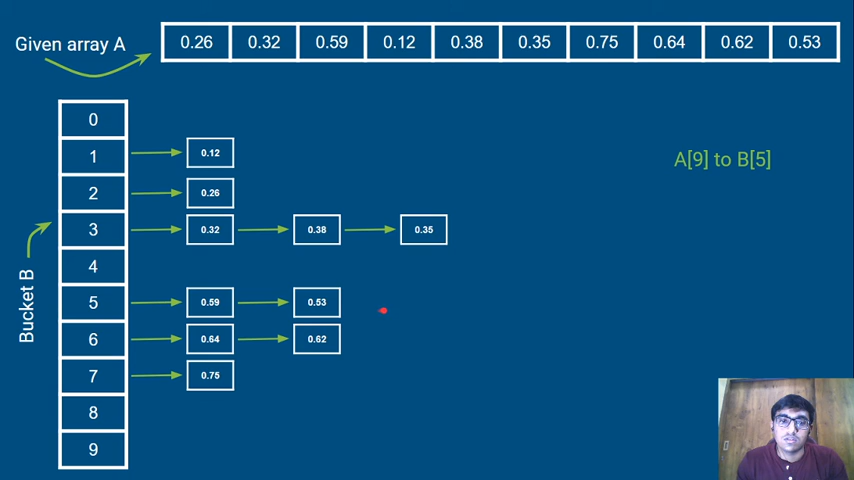 Given array A
0.26 0.32 0.59 0.12 0.38 0.35 0.75 0.64 0.62 0.53
0
1 0.12
A[9] to B[5]
2 0.26
3 0.32 0.38 0.35
4
5 0.59 0.53
6 0.64 0.62
7 0.75
8
9
Bucket B